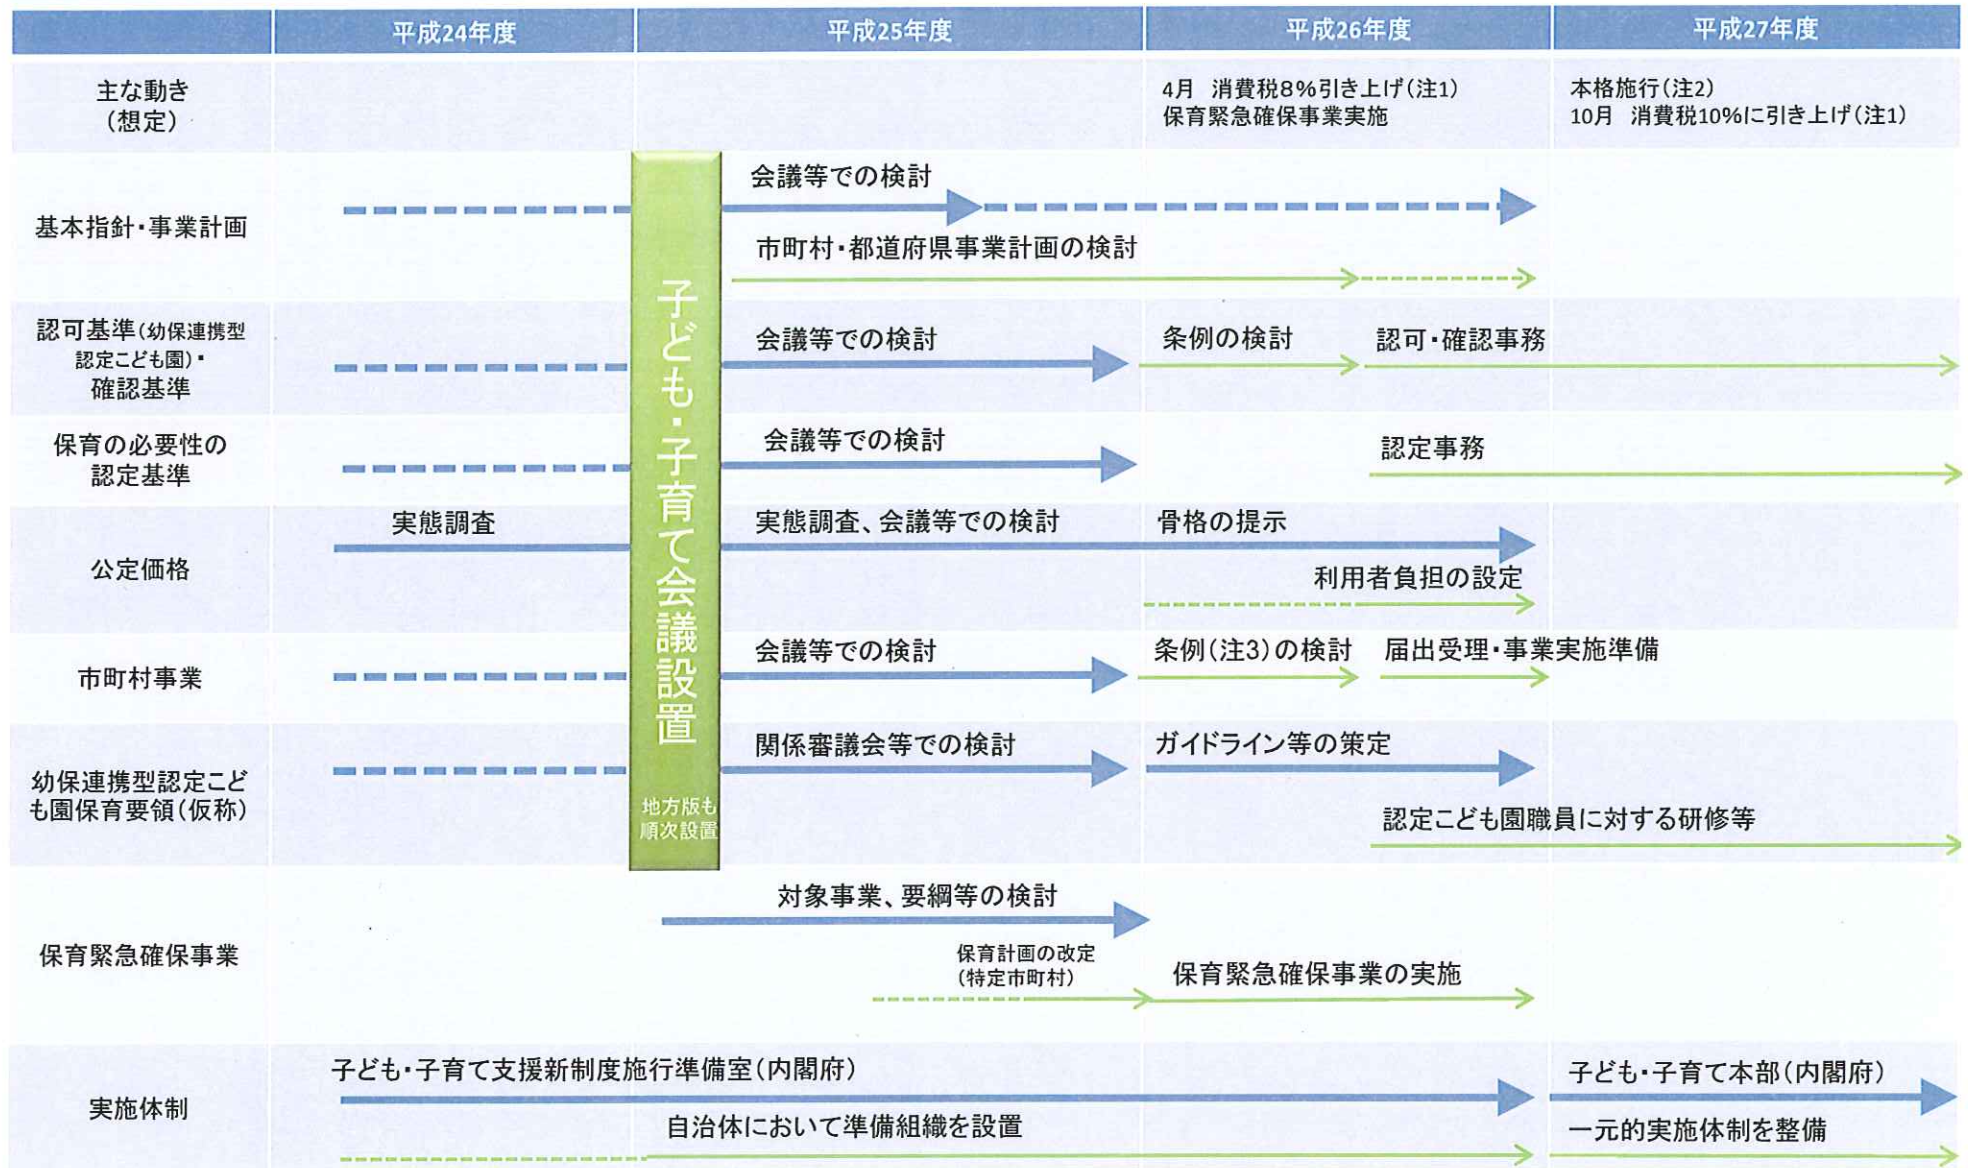 平成24年度
平成25年度
平成26年度
平成27年度
主な動き
(想定)
4月 消費税8%引き上げ(注1)
保育緊急確保事業実施
本格施行(注2)
10月 消費税10%に引き上げ(注1)
子ども・子育て会議設置
地方版も
順次設置
基本指針・事業計画
会議等での検討
市町村・都道府県事業計画の検討
認可基準(幼保連携型
認定こども園)・
確認基準
会議等での検討
条例の検討
認可・確認事務
保育の必要性の
認定基準
会議等での検討
認定事務
公定価格
実態調査
実態調査、会議等での検討
骨格の提示
利用者負担の設定
市町村事業
会議等での検討
条例(注3)の検討
届出受理・事業実施準備
幼保連携型認定こど
も園保育要領(仮称)
関係審議会等での検討
ガイドライン等の策定
認定こども園職員に対する研修等
保育緊急確保事業
対象事業、要綱等の検討
保育計画の改定
(特定市町村)
保育緊急確保事業の実施
実施体制
子ども・子育て支援新制度施行準備室(内閣府)
子ども・子育て本部(内閣府)
自治体において準備組織を設置
一元的実施体制を整備